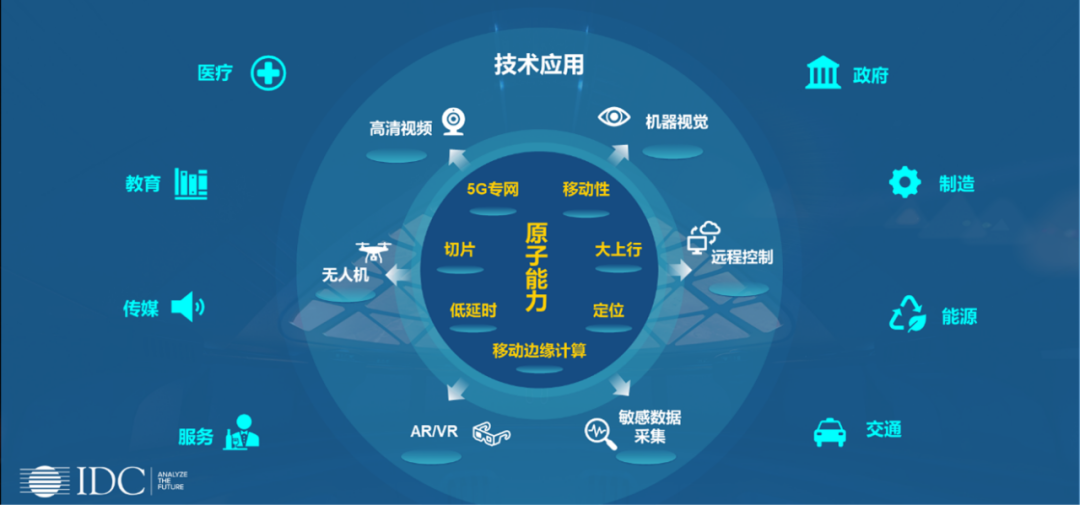 技术应用
医疗
政府
高清视频
机器视觉
教育
5G专网
移动性
制造
原子能力
切片
大上行
无人机
远程控制
传媒
低延时
定位
能源
移动边缘计算
服务
AR/VR
敏感数据
采集
交通
IDC
ANALYZE
THE
FUTURE